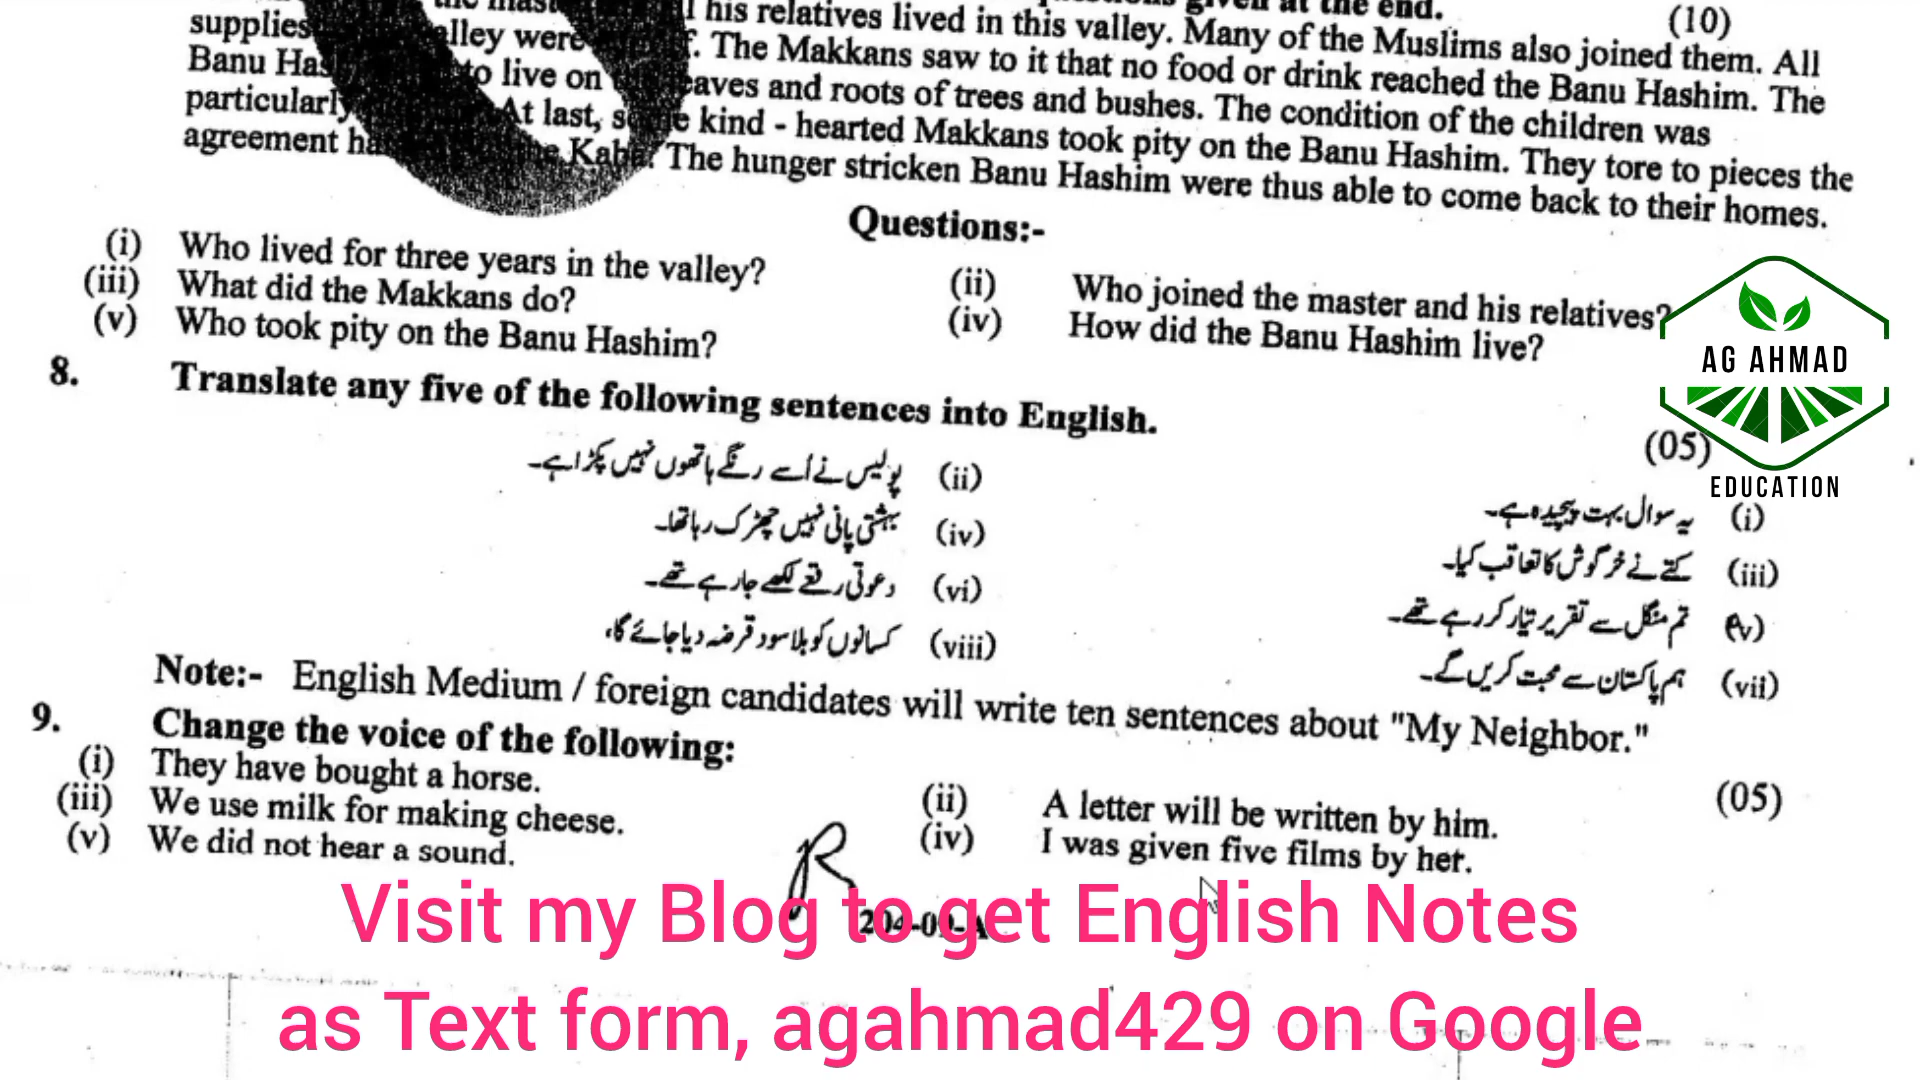 given at the end. (10)
his relatives lived in this valley. Many of the Muslims also joined them. All
supplies alley were. The Makkans saw to it that no food or drink reached the Banu Hashim. The
Banu to live on leaves and roots of trees and bushes. The condition of the children was
particularly At last, some kind - hearted Makkans took pity on the Banu Hashim. They tore to pieces the
agreement the Kaba. The hunger stricken Banu Hashim were thus able to come back to their homes.
Questions:-
(i) Who lived for three years in the valley? (ii) Who joined the master and his relatives?
(iii) What did the Makkans do? (iv) How did the Banu Hashim live?
(v) Who took pity on the Banu Hashim?
8. Translate any five of the following sentences into English. (05)
(i) یہ سوال بہت پیچیدہ ہے۔ (ii) پولیس نے اُسے رنگے ہاتھوں نہیں پکڑا ہے۔
(iii) کتے نے خرگوش کا تعاقب کیا۔ (iv) بہشتی پانی نہیں چھڑک رہا تھا۔
(v) تم منگل سے تقریر تیار کر رہے تھے۔ (vi) دعوتی رقعے لکھے جا رہے تھے۔
(vii) ہم پاکستان سے محبت کریں گے۔ (viii) کسانوں کو بلا سود قرضہ دیا جائے گا۔
Note:- English Medium / foreign candidates will write ten sentences about "My Neighbor."
9. Change the voice of the following: (05)
(i) They have bought a horse. (ii) A letter will be written by him.
(iii) We use milk for making cheese. (iv) I was given five films by her.
(v) We did not hear a sound.
204-09-A
AG AHMAD
EDUCATION
Visit my Blog to get English Notes
as Text form, agahmad429 on Google